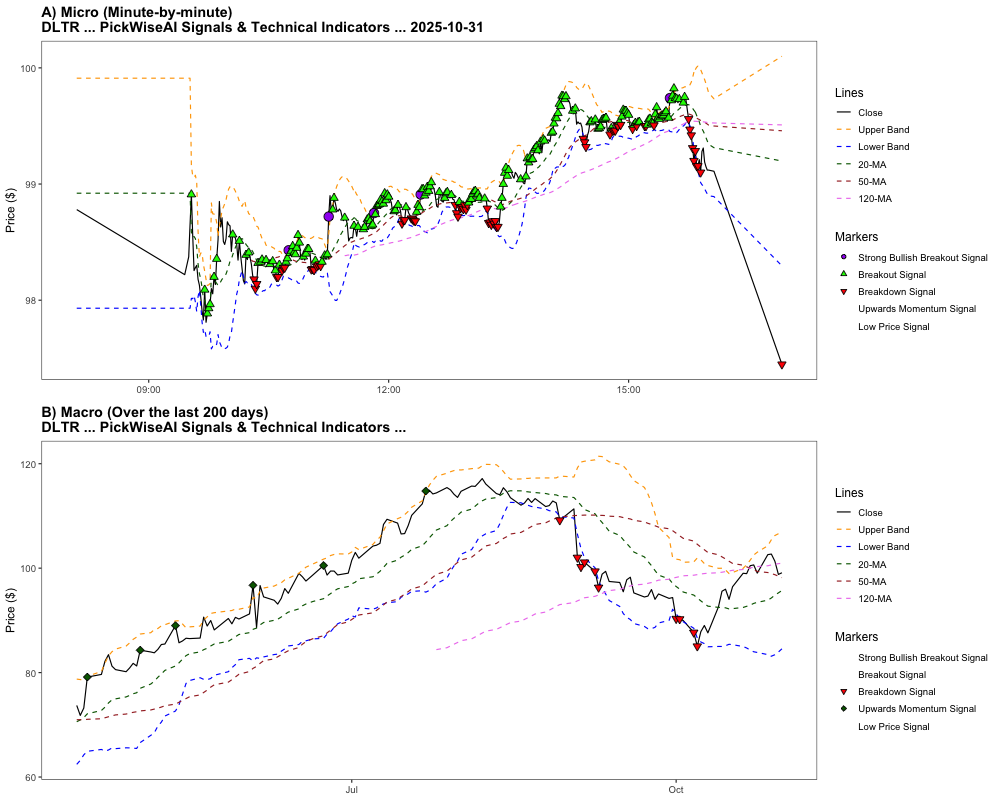 A) Micro (Minute-by-minute)
DLTR ... PickWiseAI Signals & Technical Indicators ... 2025-10-31
Price ($)
100
99
98
09:00
12:00
15:00
Lines
Close
Upper Band
Lower Band
20-MA
50-MA
120-MA
Markers
Strong Bullish Breakout Signal
Breakout Signal
Breakdown Signal
Upwards Momentum Signal
Low Price Signal
B) Macro (Over the last 200 days)
DLTR ... PickWiseAI Signals & Technical Indicators ...
Price ($)
120
100
80
60
Jul
Oct
Lines
Close
Upper Band
Lower Band
20-MA
50-MA
120-MA
Markers
Strong Bullish Breakout Signal
Breakout Signal
Breakdown Signal
Upwards Momentum Signal
Low Price Signal